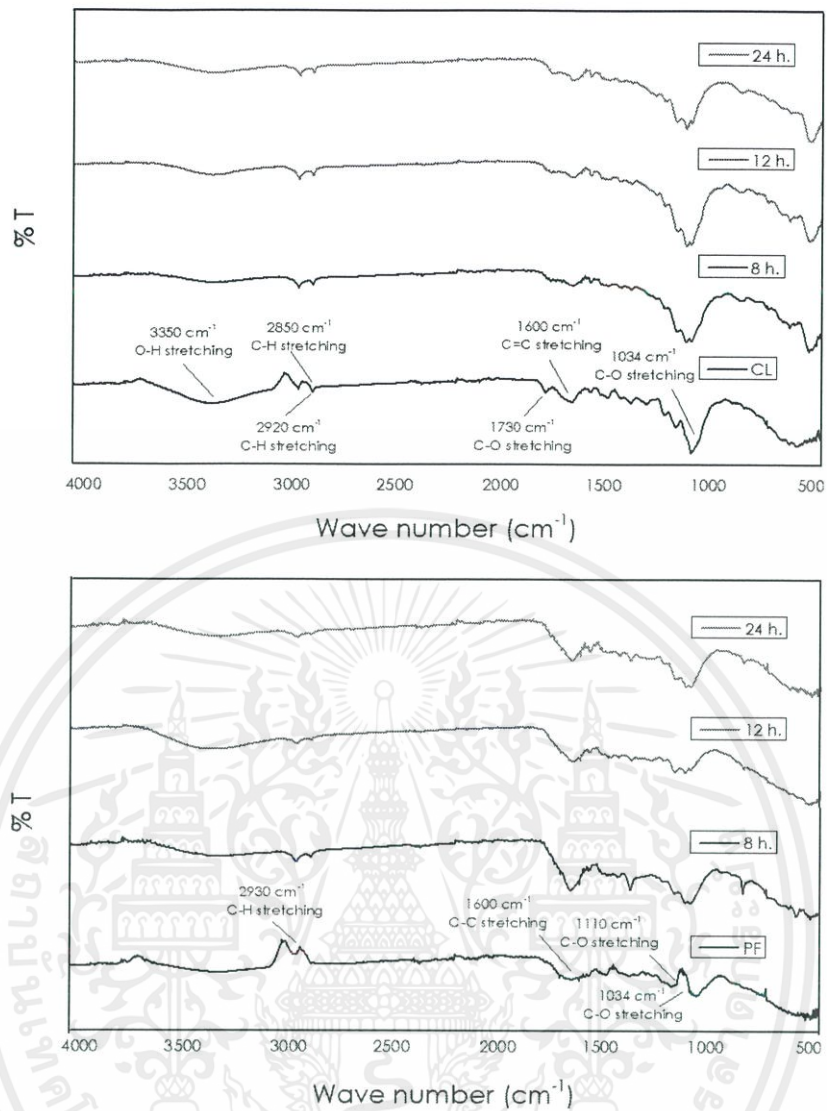 24 h.
12 h.
8 h.
3350 cm⁻¹
O-H stretching
2850 cm⁻¹
C-H stretching
1600 cm⁻¹
C=C stretching
1034 cm⁻¹
C-O stretching
CL
2920 cm⁻¹
C-H stretching
1730 cm⁻¹
C-O stretching
% T
4000 3500 3000 2500 2000 1500 1000 500
Wave number (cm⁻¹)
24 h.
12 h.
8 h.
2930 cm⁻¹
C-H stretching
1600 cm⁻¹
C-C stretching
1110 cm⁻¹
C-O stretching
PF
1034 cm⁻¹
C-O stretching
% T
4000 3500 3000 2500 2000 1500 1000 500
Wave number (cm⁻¹)